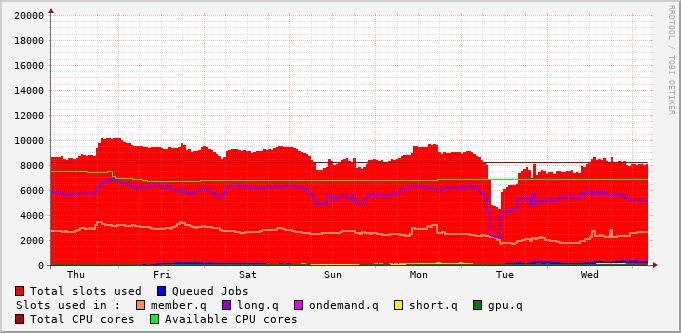 20000
18000
16000
14000
12000
10000
8000
6000
4000
2000
0
Thu Fri Sat Sun Mon Tue Wed
Total slots used Queued Jobs
Slots used in : member.q long.q ondemand.q short.q gpu.q
Total CPU cores Available CPU cores
RRDTOOL / TOBI OETIKER